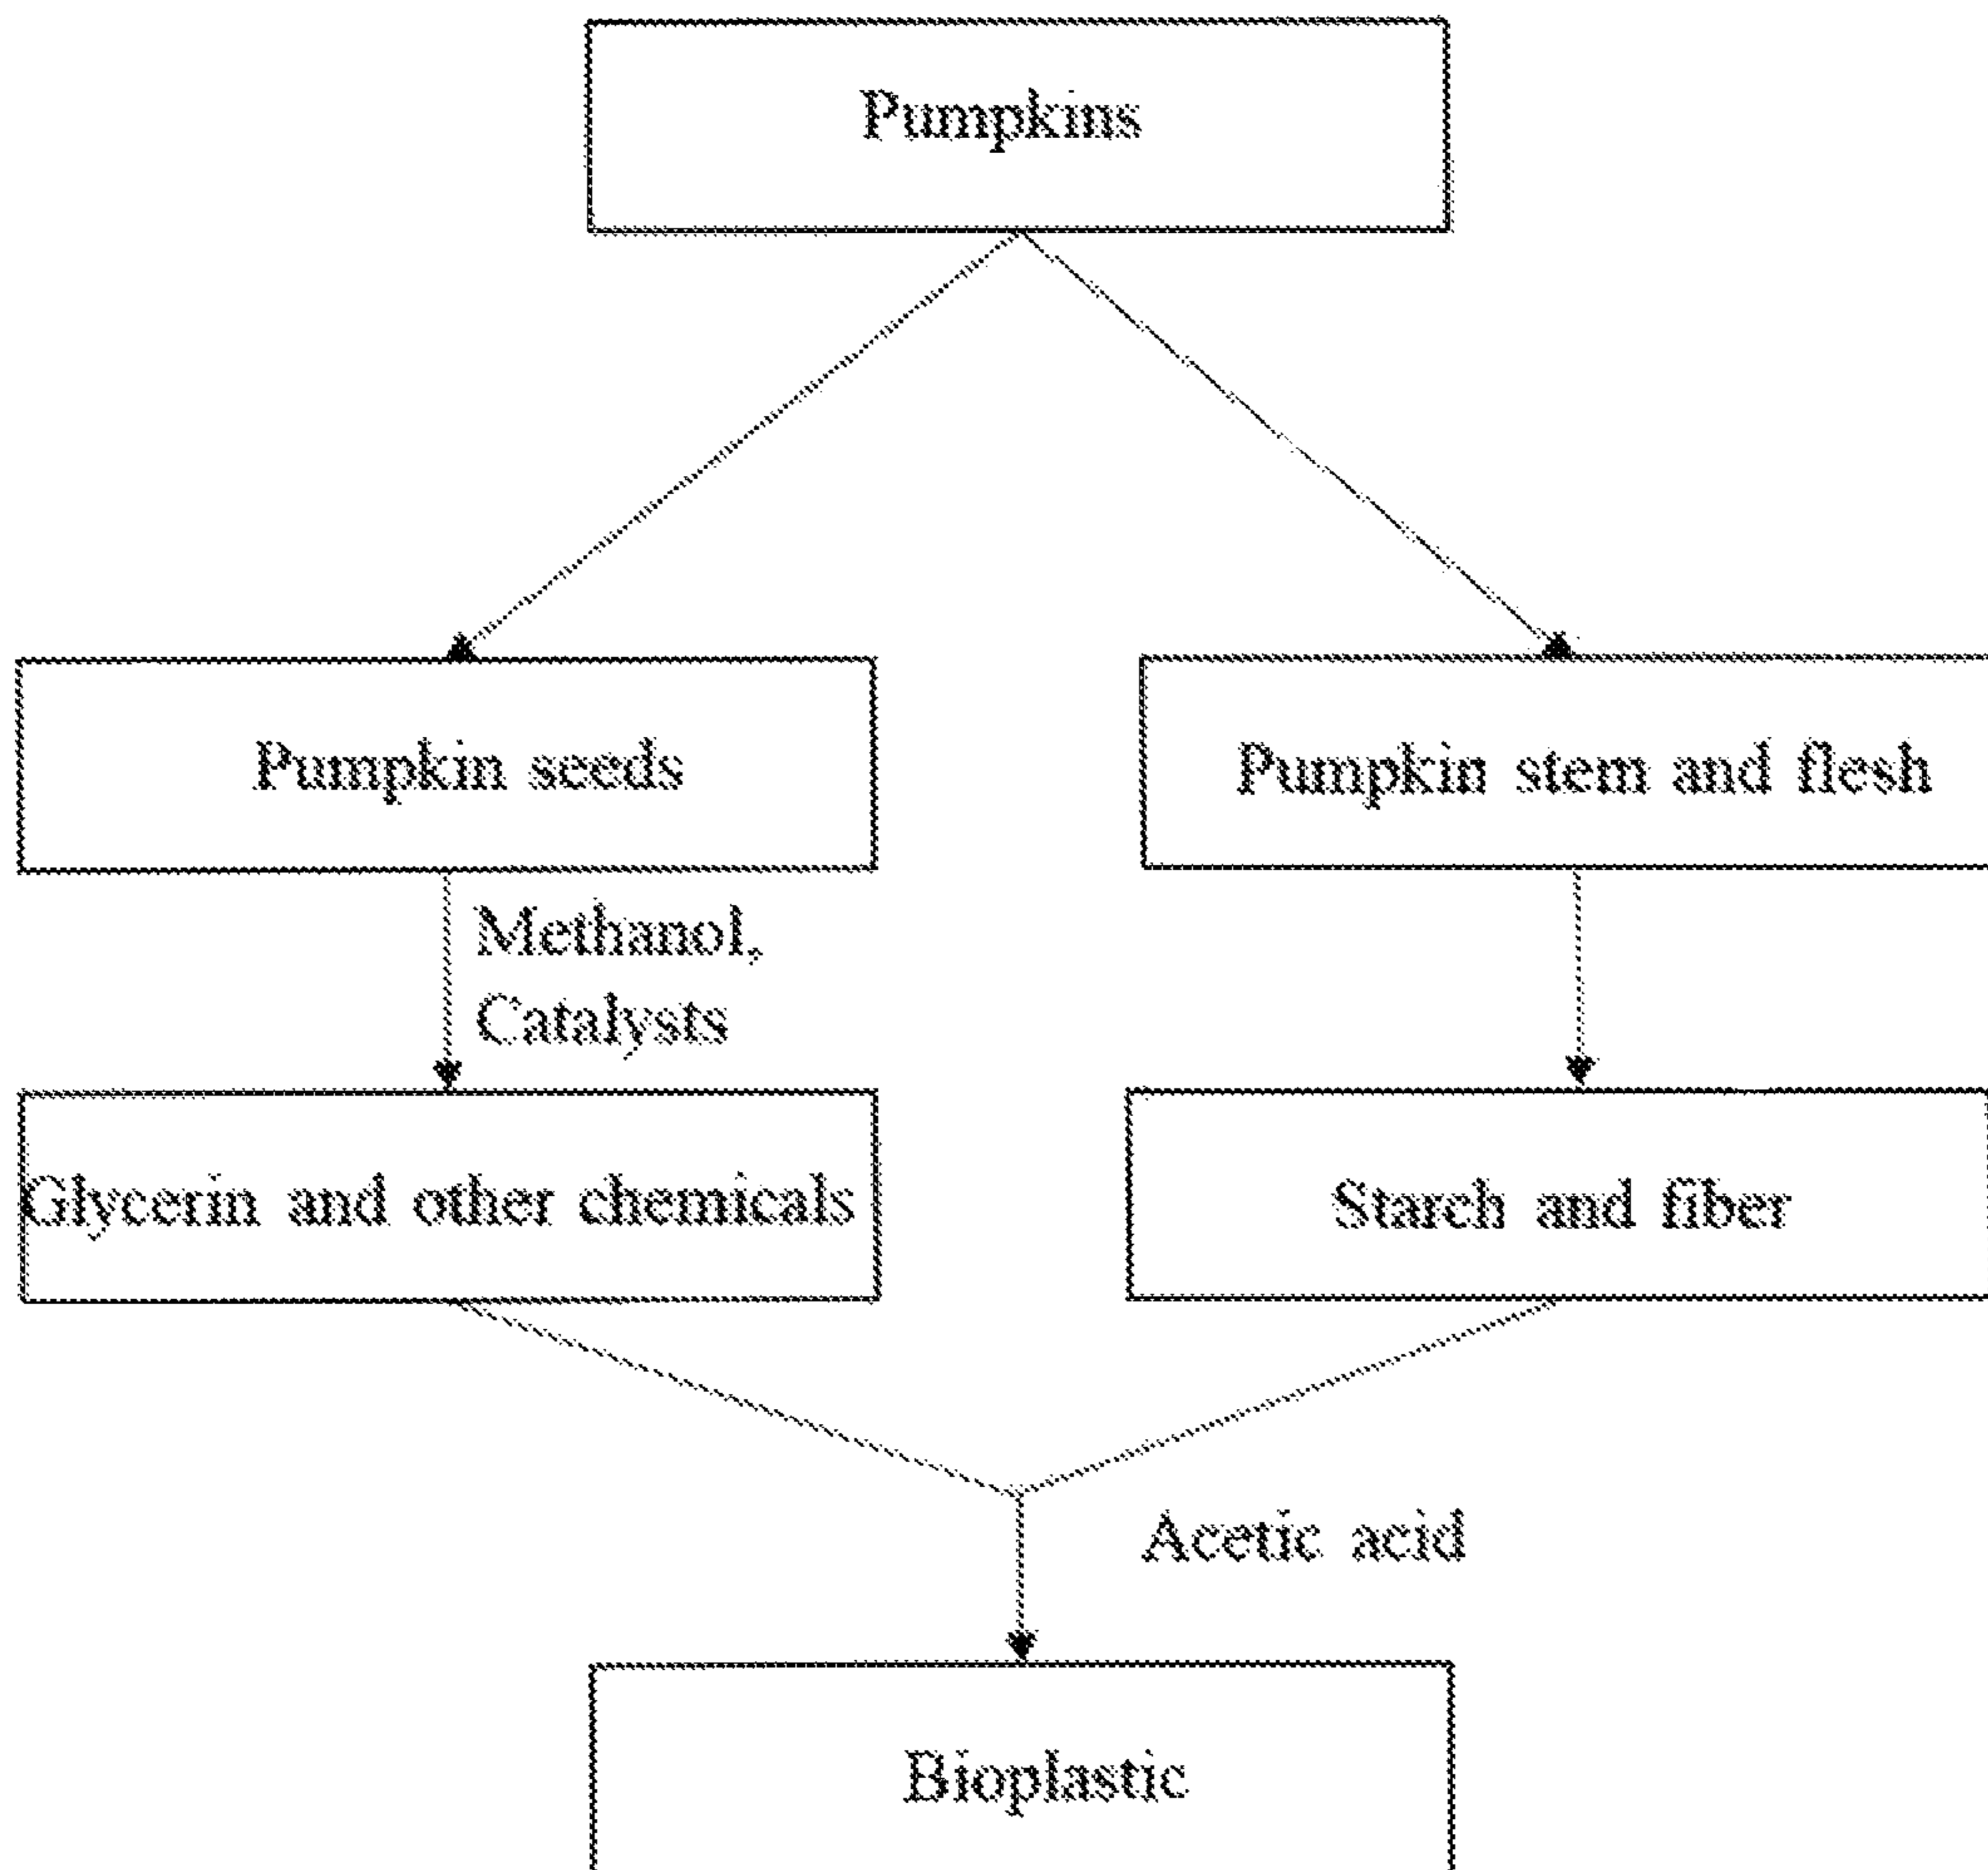 Pumpkins
Pumpkin seeds
Pumpkin stem and flesh
Methanol,
Catalysts
Glycerin and other chemicals
Starch and fiber
Acetic acid
Bioplastic